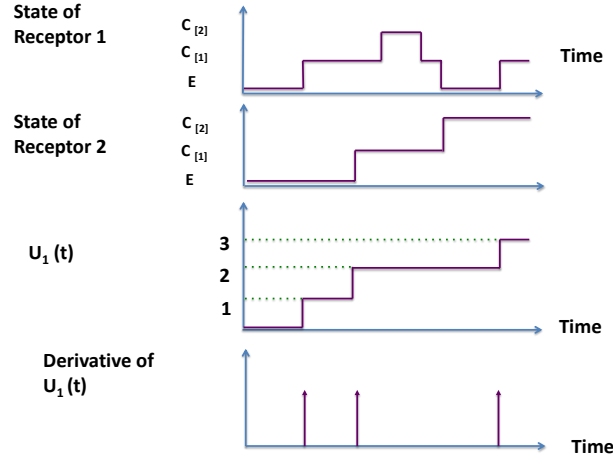 State of
Receptor 1
C [2]
C [1]
E
Time
State of
Receptor 2
C [2]
C [1]
E
U1 (t)
3
2
1
Time
Derivative of
U1 (t)
Time